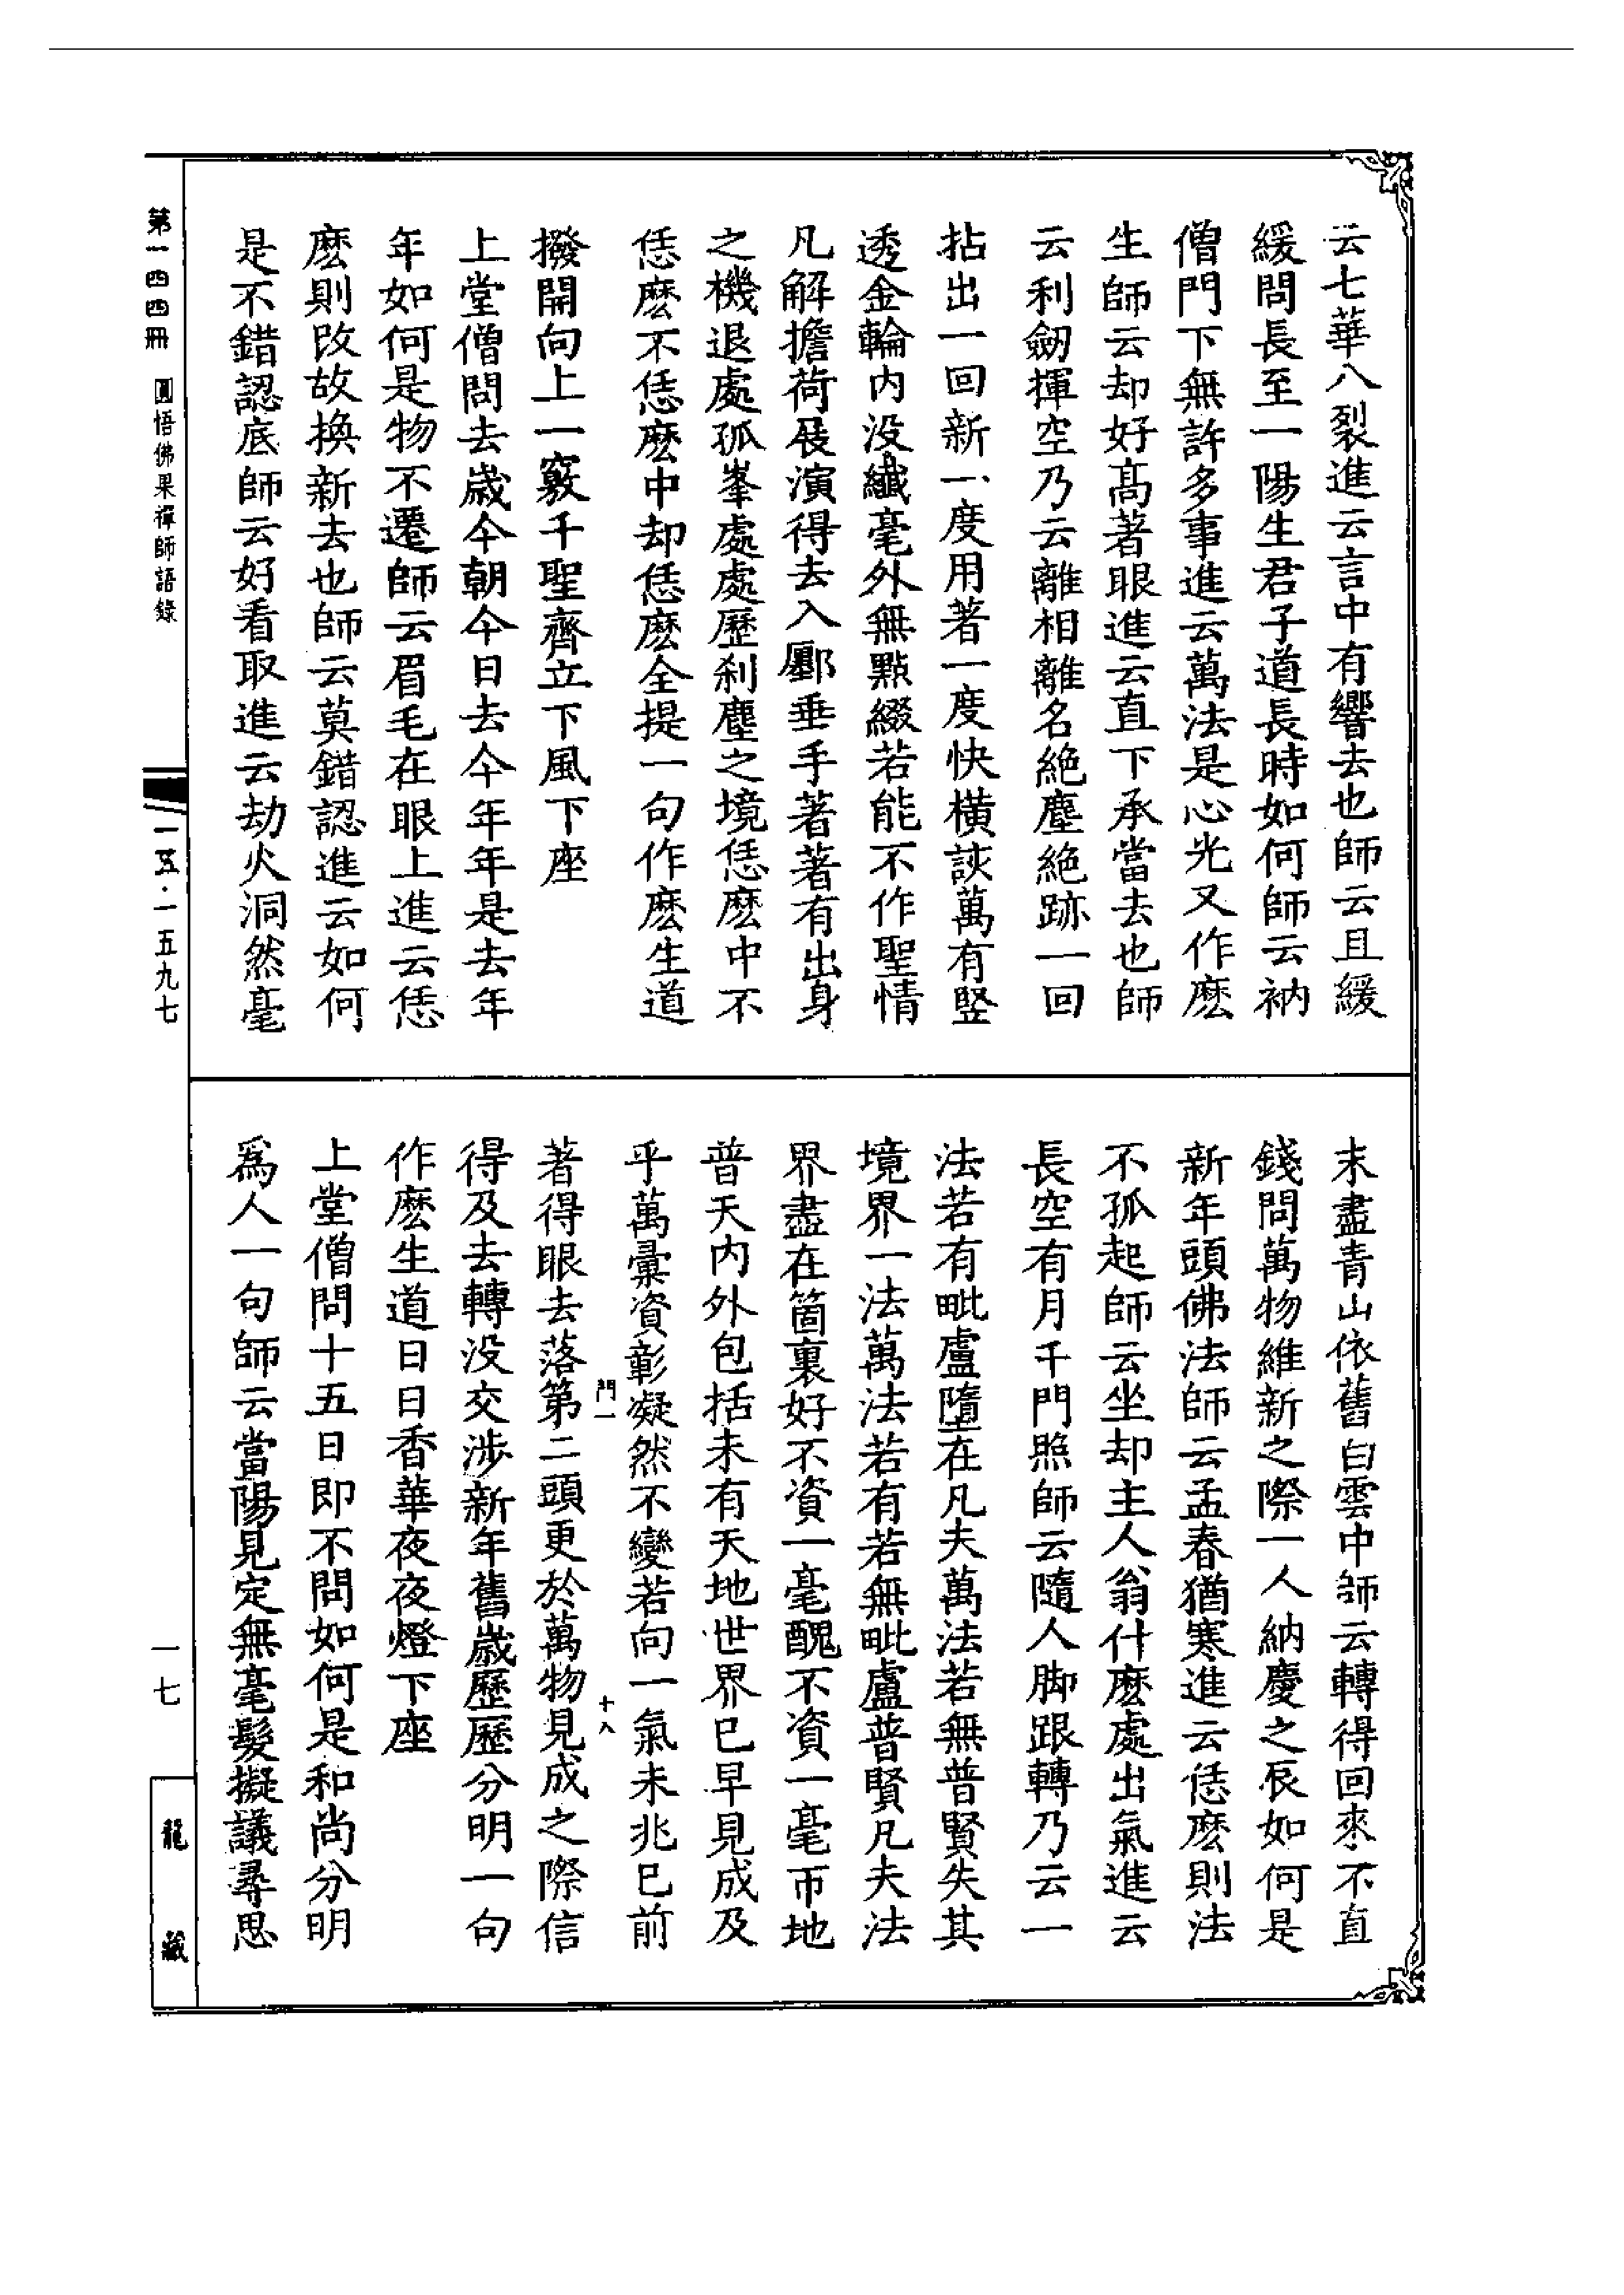 云七華八裂進云言中有響去也師云且緩
緩問長至一陽生君子道長時如何師云衲
僧門下無許多事進云萬法是心光又作麽
生師云却好髙著眼進云直下承當去也師
云利劒揮空乃云離相離名絶塵絶跡一回
拈出一回新一度用著一度快橫該萬有竪
透金輪内没纖毫外無點綴若能不作聖情
凡解擔荷展演得去入鄽垂手著著有出身
之機退處孤峯處處歷刹塵之境恁麽中不
恁麽不恁麽中却恁麽全提一句作麽生道
撥開向上一竅千聖齊立下風下座
上堂僧問去歲今朝今日去今年年是去年
年如何是物不遷師云眉毛在眼上進云恁
麽則改故換新去也師云莫錯認進云如何
是不錯認底師云好看取進云劫火洞然毫
末盡青山依舊白雲中師云轉得回來不直
錢問萬物維新之際一人納慶之辰如何是
新年頭佛法師云孟春猶寒進云恁麽則法
不孤起師云坐却主人翁什麽處出氣進云
長空有月千門照師云隨人脚跟轉乃云一
法若有毗盧墮在凡夫萬法若無普賢失其
境界一法萬法若有若無毗盧普賢凡夫法
界盡在箇裏好不資一毫醜不資一毫帀地
普天内外包括未有天地世界已早見成及
乎萬彙資彰凝然不變若向一氣未兆已前
門一 十八
著得眼去落第二頭更於萬物見成之際信
得及去轉没交涉新年舊歲歷歷分明一句
作麽生道日日香華夜夜燈下座
上堂僧問十五日即不問如何是和尚分明
爲人一句師云當陽見定無毫髮擬議尋思
第一四四冊 圓悟佛果禪師語錄
一五·一五九七
一七
龍藏